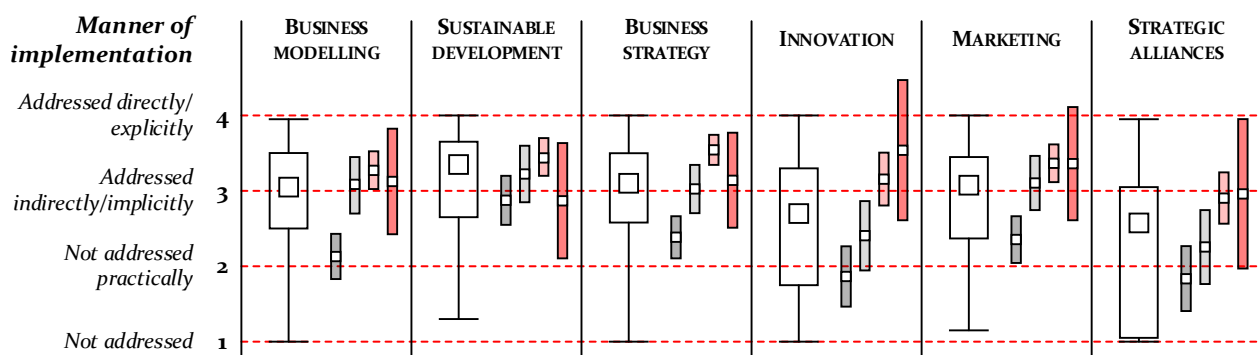 Manner of
implementation
BUSINESS
MODELLING
SUSTAINABLE
DEVELOPMENT
BUSINESS
STRATEGY
INNOVATION
MARKETING
STRATEGIC
ALLIANCES
Addressed directly/
explicitly
4
Addressed
indirectly/implicitly
3
Not addressed
practically
2
Not addressed
1